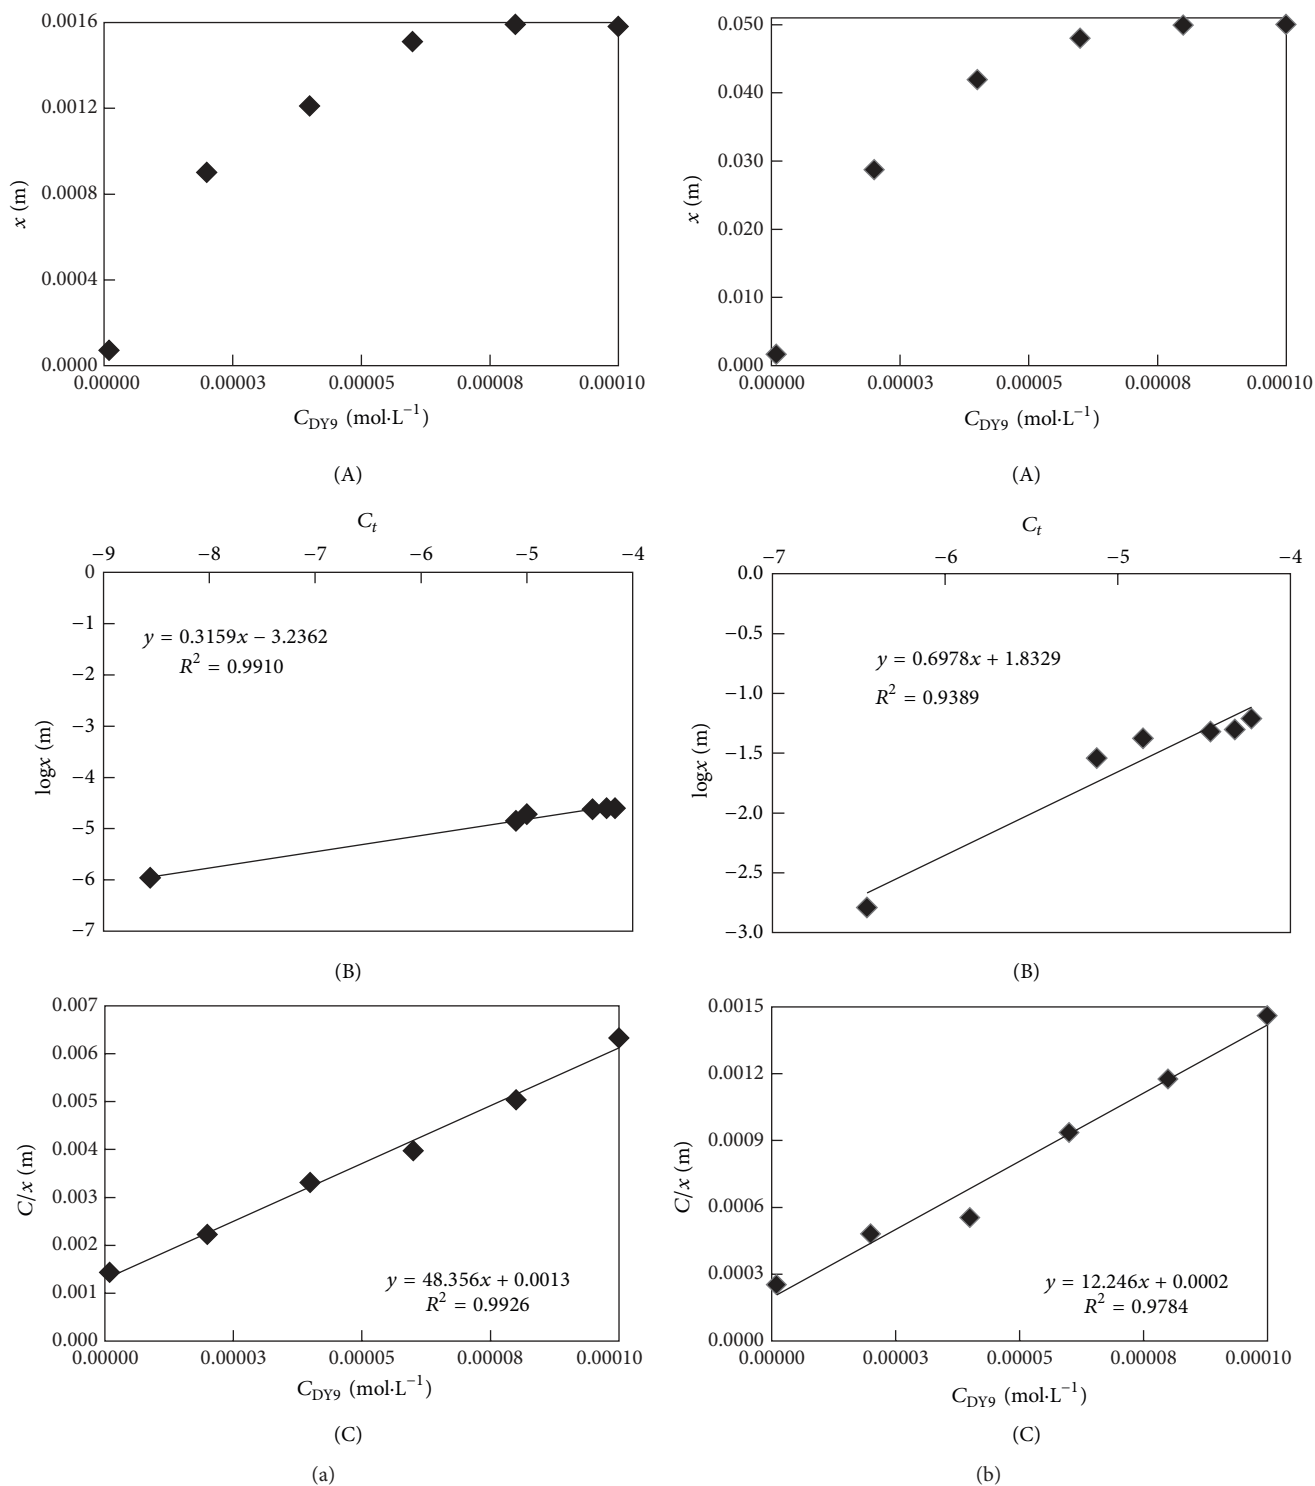 0.0016
0.0012
0.0008
0.0004
0.0000
x (m)
0.00000 0.00003 0.00005 0.00008 0.00010
C_DY9 (mol·L⁻¹)
(A)
0.050
0.040
0.030
0.020
0.010
0.000
x (m)
0.00000 0.00003 0.00005 0.00008 0.00010
C_DY9 (mol·L⁻¹)
(A)
C_t
−9 −8 −7 −6 −5 −4
0
−1
−2
−3
−4
−5
−6
−7
logx (m)
y = 0.3159x − 3.2362
R² = 0.9910
(B)
C_t
−7 −6 −5 −4
0.0
−0.5
−1.0
−1.5
−2.0
−2.5
−3.0
logx (m)
y = 0.6978x + 1.8329
R² = 0.9389
(B)
0.007
0.006
0.005
0.004
0.003
0.002
0.001
0.000
C/x (m)
y = 48.356x + 0.0013
R² = 0.9926
0.00000 0.00003 0.00005 0.00008 0.00010
C_DY9 (mol·L⁻¹)
(C)
(a)
0.0015
0.0012
0.0009
0.0006
0.0003
0.0000
C/x (m)
y = 12.246x + 0.0002
R² = 0.9784
0.00000 0.00003 0.00005 0.00008 0.00010
C_DY9 (mol·L⁻¹)
(C)
(b)